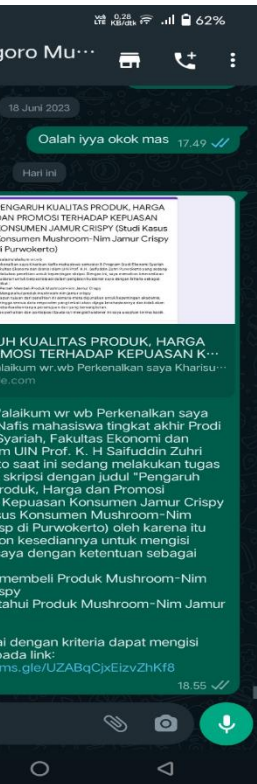 LTE 0,28 KB/dtk 62%
goro Mu...
18 Juni 2023
Oalah iyya okok mas 17.49
Hari ini
PENGARUH KUALITAS PRODUK, HARGA
DAN PROMOSI TERHADAP KEPUASAN
KONSUMEN JAMUR CRISPY (Studi Kasus
Konsumen Mushroom-Nim Jamur Crispy
di Purwokerto)
UH KUALITAS PRODUK, HARGA
MOSI TERHADAP KEPUASAN K...
laikum wr.wb Perkenalkan saya Kharisu...
e.com
'alaikum wr wb Perkenalkan saya
Nafis mahasiswa tingkat akhir Prodi
Syariah, Fakultas Ekonomi dan
m UIN Prof. K. H Saifuddin Zuhri
to saat ini sedang melakukan tugas
skripsi dengan judul "Pengaruh
roduk, Harga dan Promosi
Kepuasan Konsumen Jamur Crispy
us Konsumen Mushroom-Nim
sp di Purwokerto) oleh karena itu
on kesediannya untuk mengisi
saya dengan ketentuan sebagai
membeli Produk Mushroom-Nim
spy
tahui Produk Mushroom-Nim Jamur
ai dengan kriteria dapat mengisi
pada link:
ms.gle/UZABqCjxEizvZhKf8
18.55